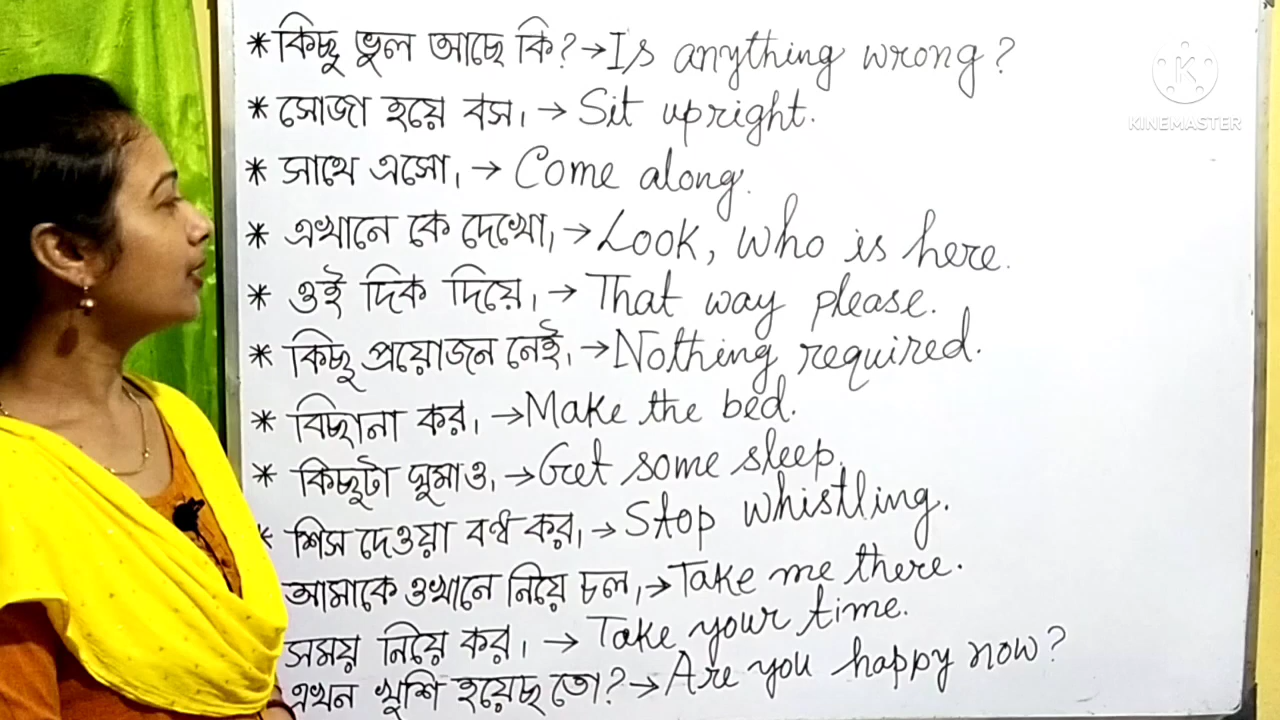 * কিছু ভুল আছে কি? → Is anything wrong?
* সোজা হয়ে বস। → Sit upright.
* সাথে এসো। → Come along.
* এখানে কে দেখো। → Look, who is here.
* ওই দিক দিয়ে। → That way please.
* কিছু প্রয়োজন নেই। → Nothing required.
* বিছানা কর। → Make the bed.
* কিছুটা ঘুমাও। → Get some sleep.
* শিস দেওয়া বন্ধ কর। → Stop whistling.
আমাকে ওখানে নিয়ে চল। → Take me there.
সময় নিয়ে কর। → Take your time.
এখন খুশি হয়েছ তো? → Are you happy now?
K
KINEMASTER